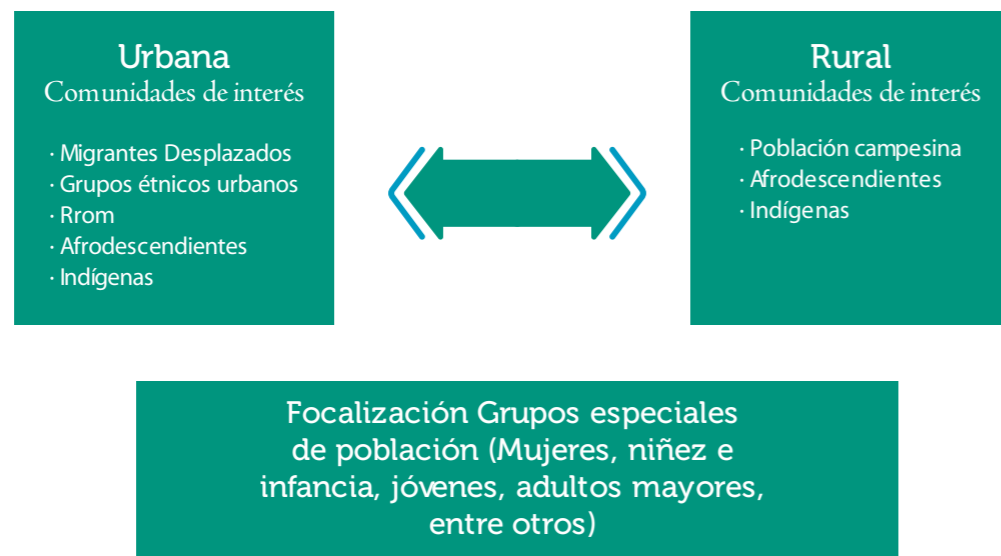 Urbana
Comunidades de interés
· Migrantes Desplazados
· Grupos étnicos urbanos
· Rrom
· Afrodescendientes
· Indígenas
Rural
Comunidades de interés
· Población campesina
· Afrodescendientes
· Indígenas
Focalización Grupos especiales
de población (Mujeres, niñez e
infancia, jóvenes, adultos mayores,
entre otros)